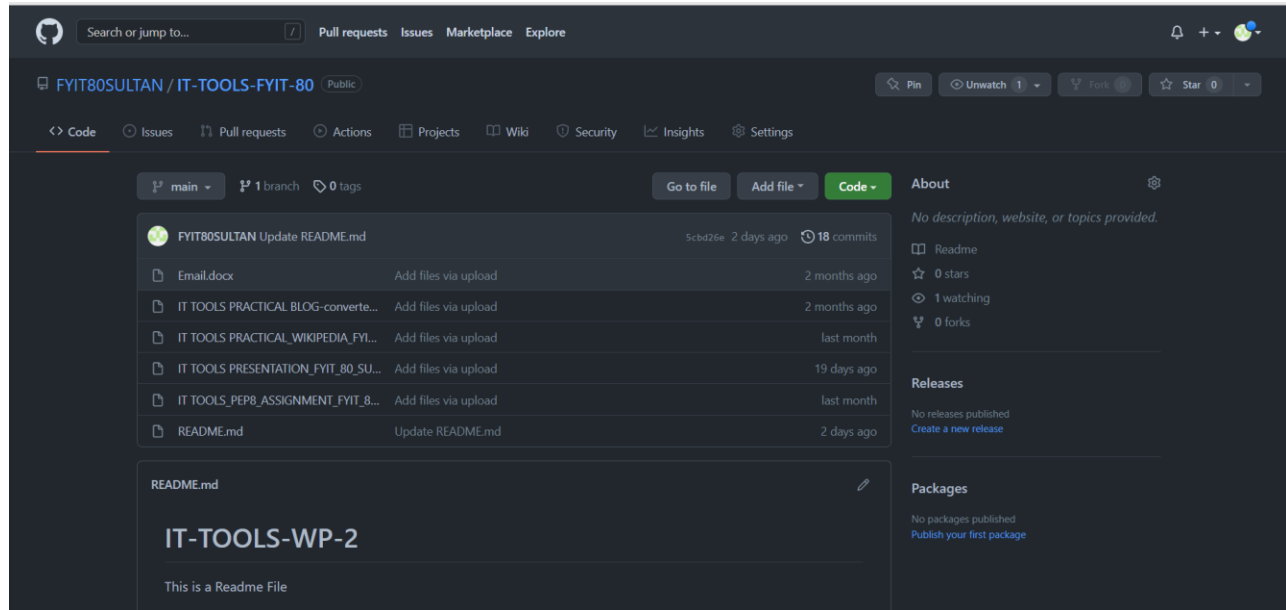 Search or jump to... / Pull requests Issues Marketplace Explore
FYIT80SULTAN / IT-TOOLS-FYIT-80 Public Pin Unwatch 1 Fork 0 Star 0
Code Issues Pull requests Actions Projects Wiki Security Insights Settings
main 1 branch 0 tags Go to file Add file Code
FYIT80SULTAN Update README.md 5cbd26e 2 days ago 18 commits
Email.docx Add files via upload 2 months ago
IT TOOLS PRACTICAL BLOG-converte... Add files via upload 2 months ago
IT TOOLS PRACTICAL_WIKIPEDIA_FYI... Add files via upload last month
IT TOOLS PRESENTATION_FYIT_80_SU... Add files via upload 19 days ago
IT TOOLS_PEP8_ASSIGNMENT_FYIT_8... Add files via upload last month
README.md Update README.md 2 days ago
README.md
IT-TOOLS-WP-2
This is a Readme File
About
No description, website, or topics provided.
Readme
0 stars
1 watching
0 forks
Releases
No releases published
Create a new release
Packages
No packages published
Publish your first package